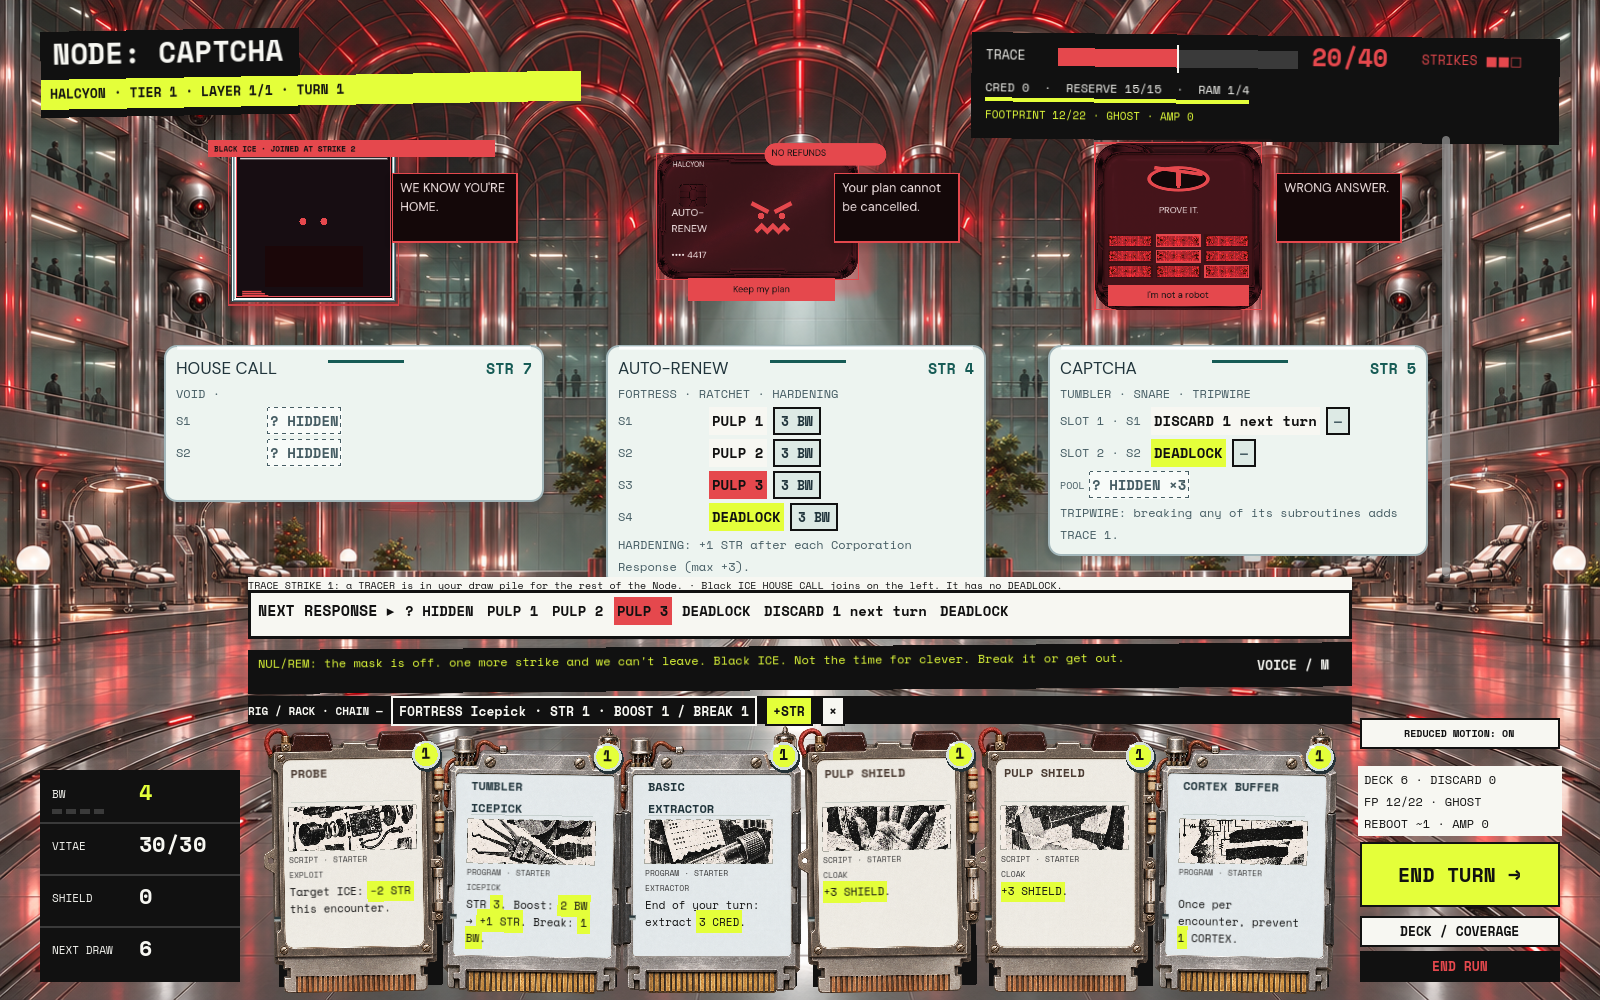 NODE: CAPTCHA
HALCYON · TIER 1 · LAYER 1/1 · TURN 1
TRACE 20/40 STRIKES
CRED 0 · RESERVE 15/15 · RAM 1/4
FOOTPRINT 12/22 · GHOST · AMP 0
BLACK ICE · JOINED AT STRIKE 2
WE KNOW YOU'RE
HOME.
HALCYON
NO REFUNDS
AUTO-
RENEW
•••• 4417
Keep my plan
Your plan cannot
be cancelled.
PROVE IT.
I'm not a robot
WRONG ANSWER.
HOUSE CALL STR 7
VOID ·
S1 ? HIDDEN
S2 ? HIDDEN
AUTO-RENEW STR 4
FORTRESS · RATCHET · HARDENING
S1 PULP 1 3 BW
S2 PULP 2 3 BW
S3 PULP 3 3 BW
S4 DEADLOCK 3 BW
HARDENING: +1 STR after each Corporation
Response (max +3).
CAPTCHA STR 5
TUMBLER · SNARE · TRIPWIRE
SLOT 1 · S1 DISCARD 1 next turn —
SLOT 2 · S2 DEADLOCK —
POOL ? HIDDEN ×3
TRIPWIRE: breaking any of its subroutines adds
TRACE 1.
TRACE STRIKE 1: a TRACER is in your draw pile for the rest of the Node. · Black ICE HOUSE CALL joins on the left. It has no DEADLOCK.
NEXT RESPONSE ▸ ? HIDDEN PULP 1 PULP 2 PULP 3 DEADLOCK DISCARD 1 next turn DEADLOCK
NUL/REM: the mask is off. one more strike and we can't leave. Black ICE. Not the time for clever. Break it or get out.
VOICE / M
RIG / RACK · CHAIN — FORTRESS Icepick · STR 1 · BOOST 1 / BREAK 1 +STR ×
BW 4
VITAE 30/30
SHIELD 0
NEXT DRAW 6
1
PROBE
SCRIPT · STARTER
EXPLOIT
Target ICE: -2 STR
this encounter.
1
TUMBLER
ICEPICK
PROGRAM · STARTER
ICEPICK
STR 3. Boost: 2 BW
→ +1 STR. Break: 1
BW.
1
BASIC
EXTRACTOR
PROGRAM · STARTER
EXTRACTOR
End of your turn:
extract 3 CRED.
1
PULP SHIELD
SCRIPT · STARTER
CLOAK
+3 SHIELD.
1
PULP SHIELD
SCRIPT · STARTER
CLOAK
+3 SHIELD.
1
CORTEX BUFFER
PROGRAM · STARTER
Once per
encounter, prevent
1 CORTEX.
REDUCED MOTION: ON
DECK 6 · DISCARD 0
FP 12/22 · GHOST
REBOOT ~1 · AMP 0
END TURN →
DECK / COVERAGE
END RUN